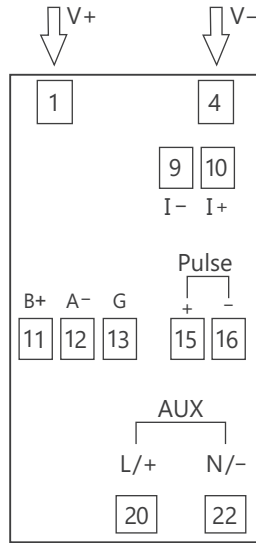 V+ V−
1 4
9 10
I− I+
Pulse
B+ A− G + −
11 12 13 15 16
AUX
L/+ N/−
20 22